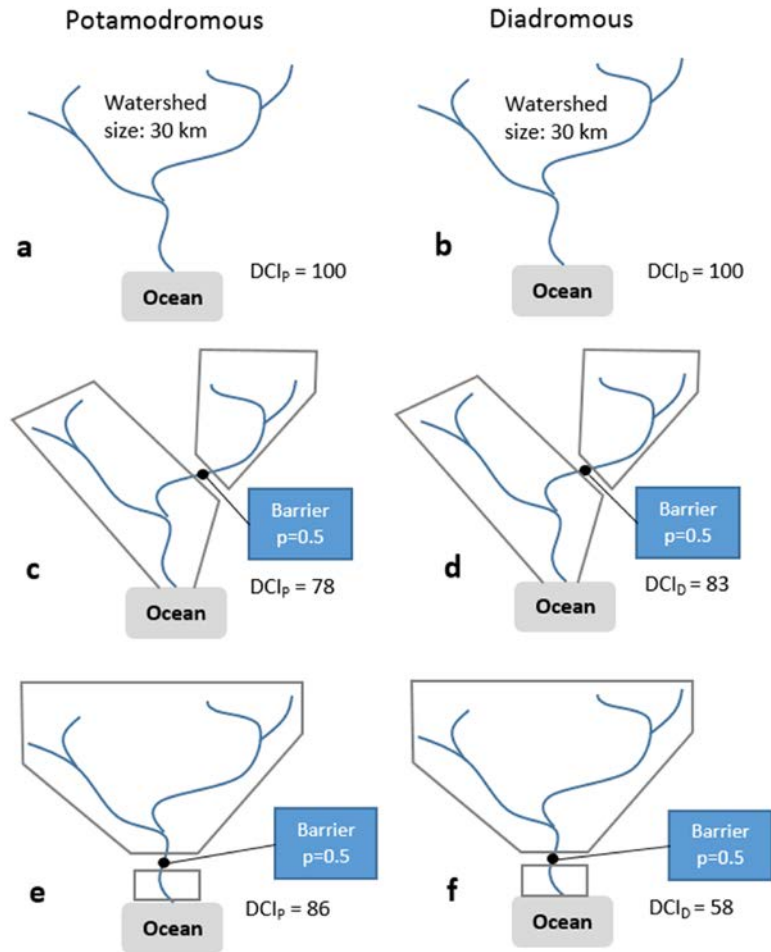 Potamodromous
Diadromous
Watershed
size: 30 km
Watershed
size: 30 km
a
DCIP = 100
Ocean
b
DCID = 100
Ocean
Barrier
p=0.5
c
DCIP = 78
Ocean
Barrier
p=0.5
d
DCID = 83
Ocean
Barrier
p=0.5
e
DCIP = 86
Ocean
Barrier
p=0.5
f
DCID = 58
Ocean